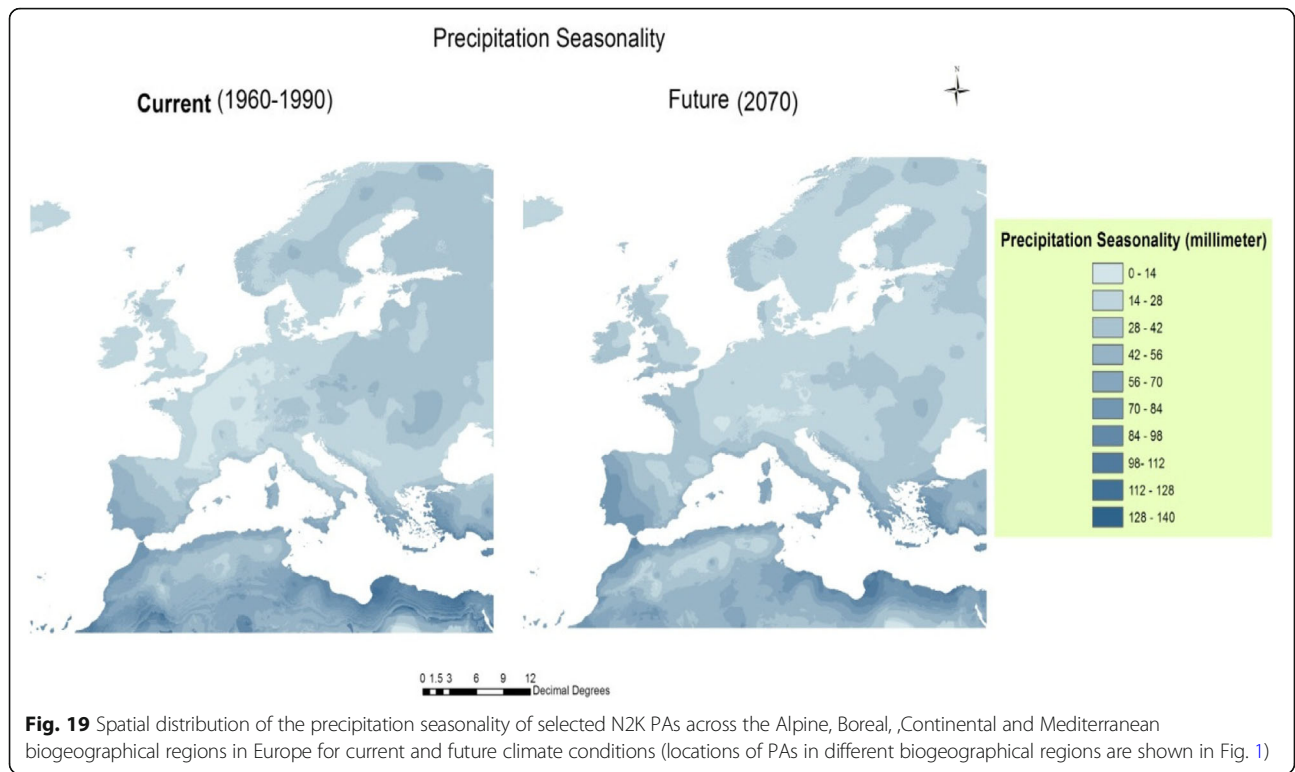 Precipitation Seasonality
Current (1960-1990)
Future (2070)
N
Precipitation Seasonality (millimeter)
0 - 14
14 - 28
28 - 42
42 - 56
56 - 70
70 - 84
84 - 98
98- 112
112 - 128
128 - 140
0 1.5 3 6 9 12
Decimal Degrees
Fig. 19 Spatial distribution of the precipitation seasonality of selected N2K PAs across the Alpine, Boreal, ,Continental and Mediterranean
biogeographical regions in Europe for current and future climate conditions (locations of PAs in different biogeographical regions are shown in Fig. 1)